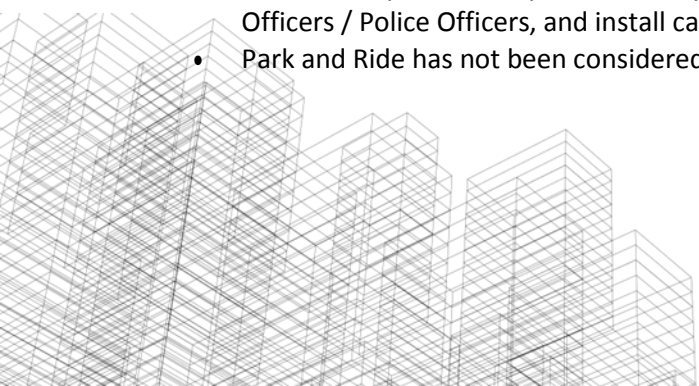 Officers / Police Officers, and install ca
• Park and Ride has not been considered